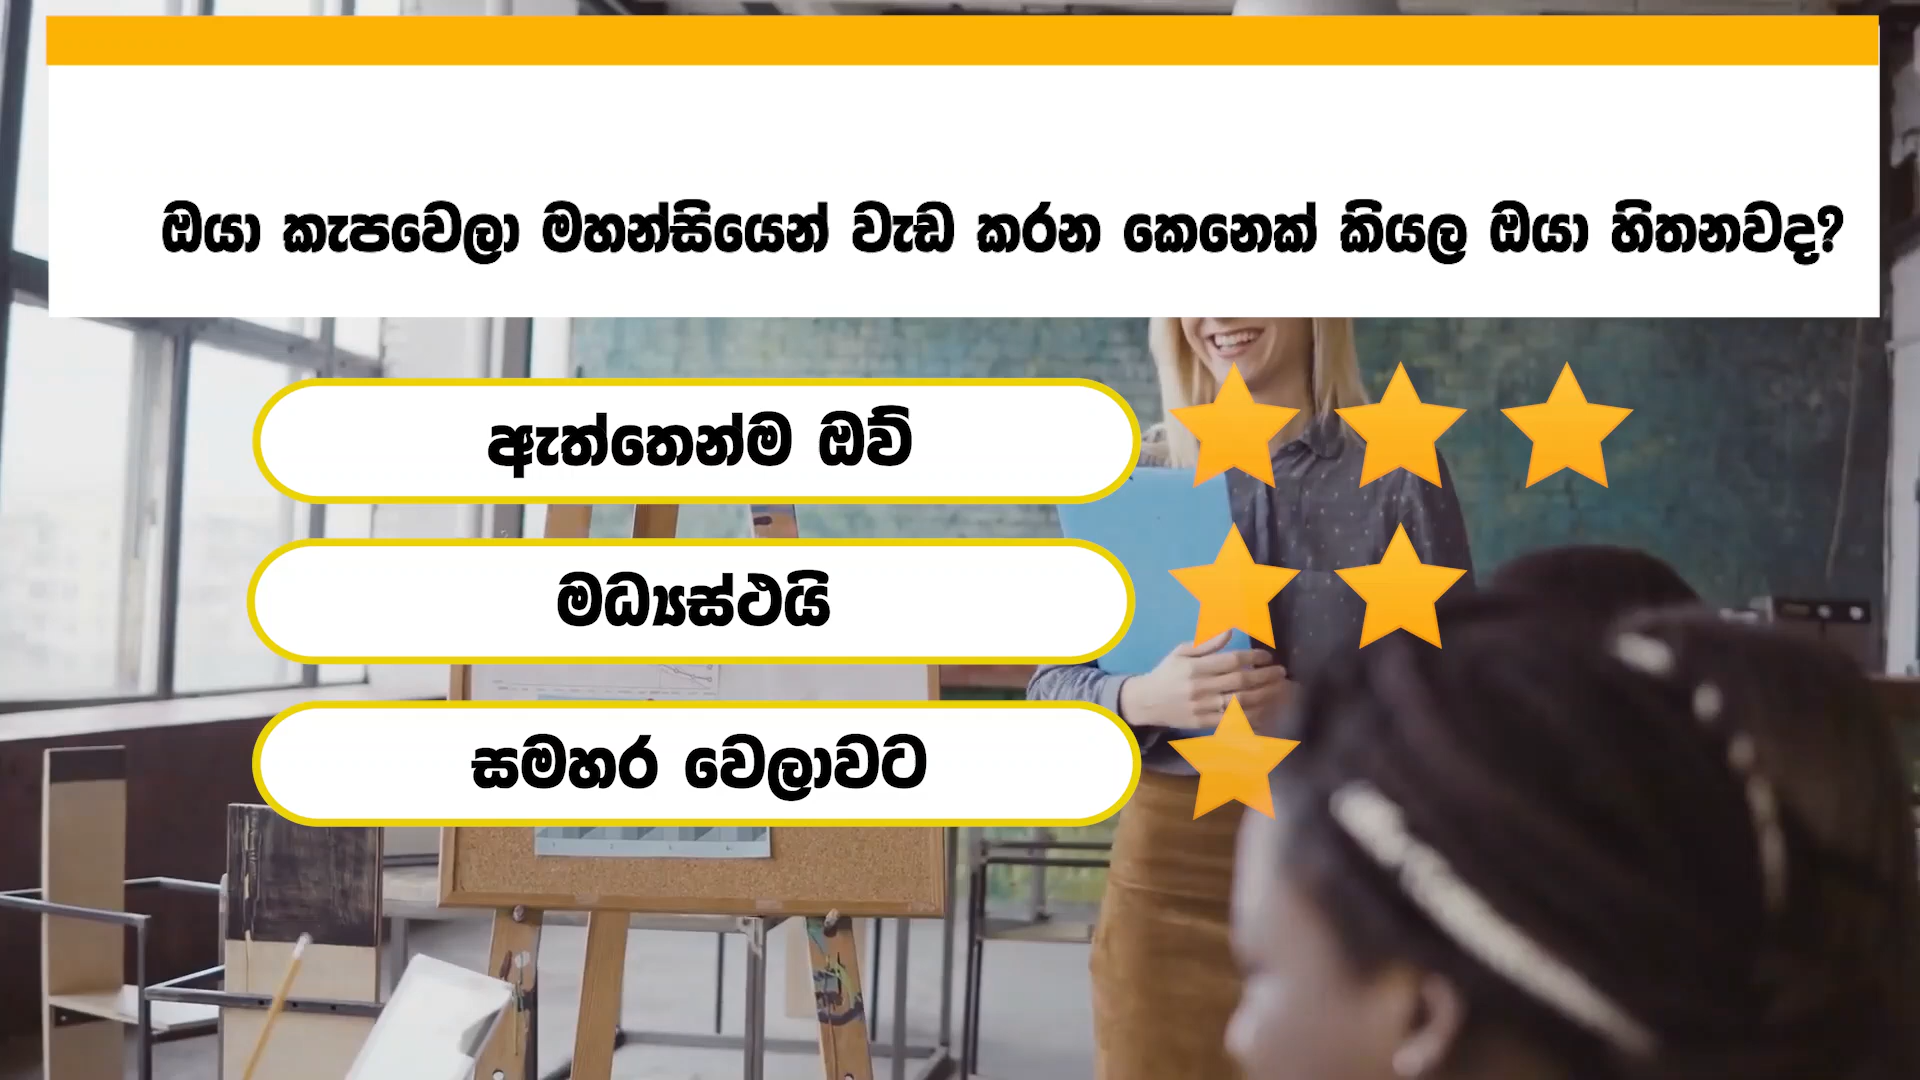 ඔයා කැපවෙලා මහන්සියෙන් වැඩ කරන කෙනෙක් කියල ඔයා හිතනවද?
ඇත්තෙන්ම ඔව්
මධ්‍යස්ථයි
සමහර වෙලාවට